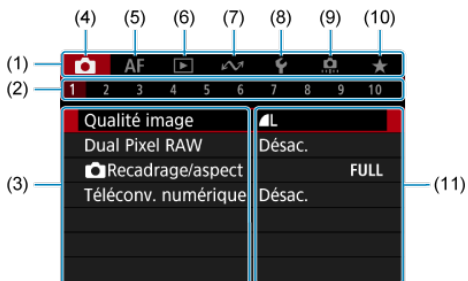 (4) (5) (6) (7) (8) (9) (10)
(1) AF
(2) 1 2 3 4 5 6 7 8 9 10
Qualité image L
Dual Pixel RAW Désac.
Recadrage/aspect FULL
(3) Téléconv. numérique Désac. (11)